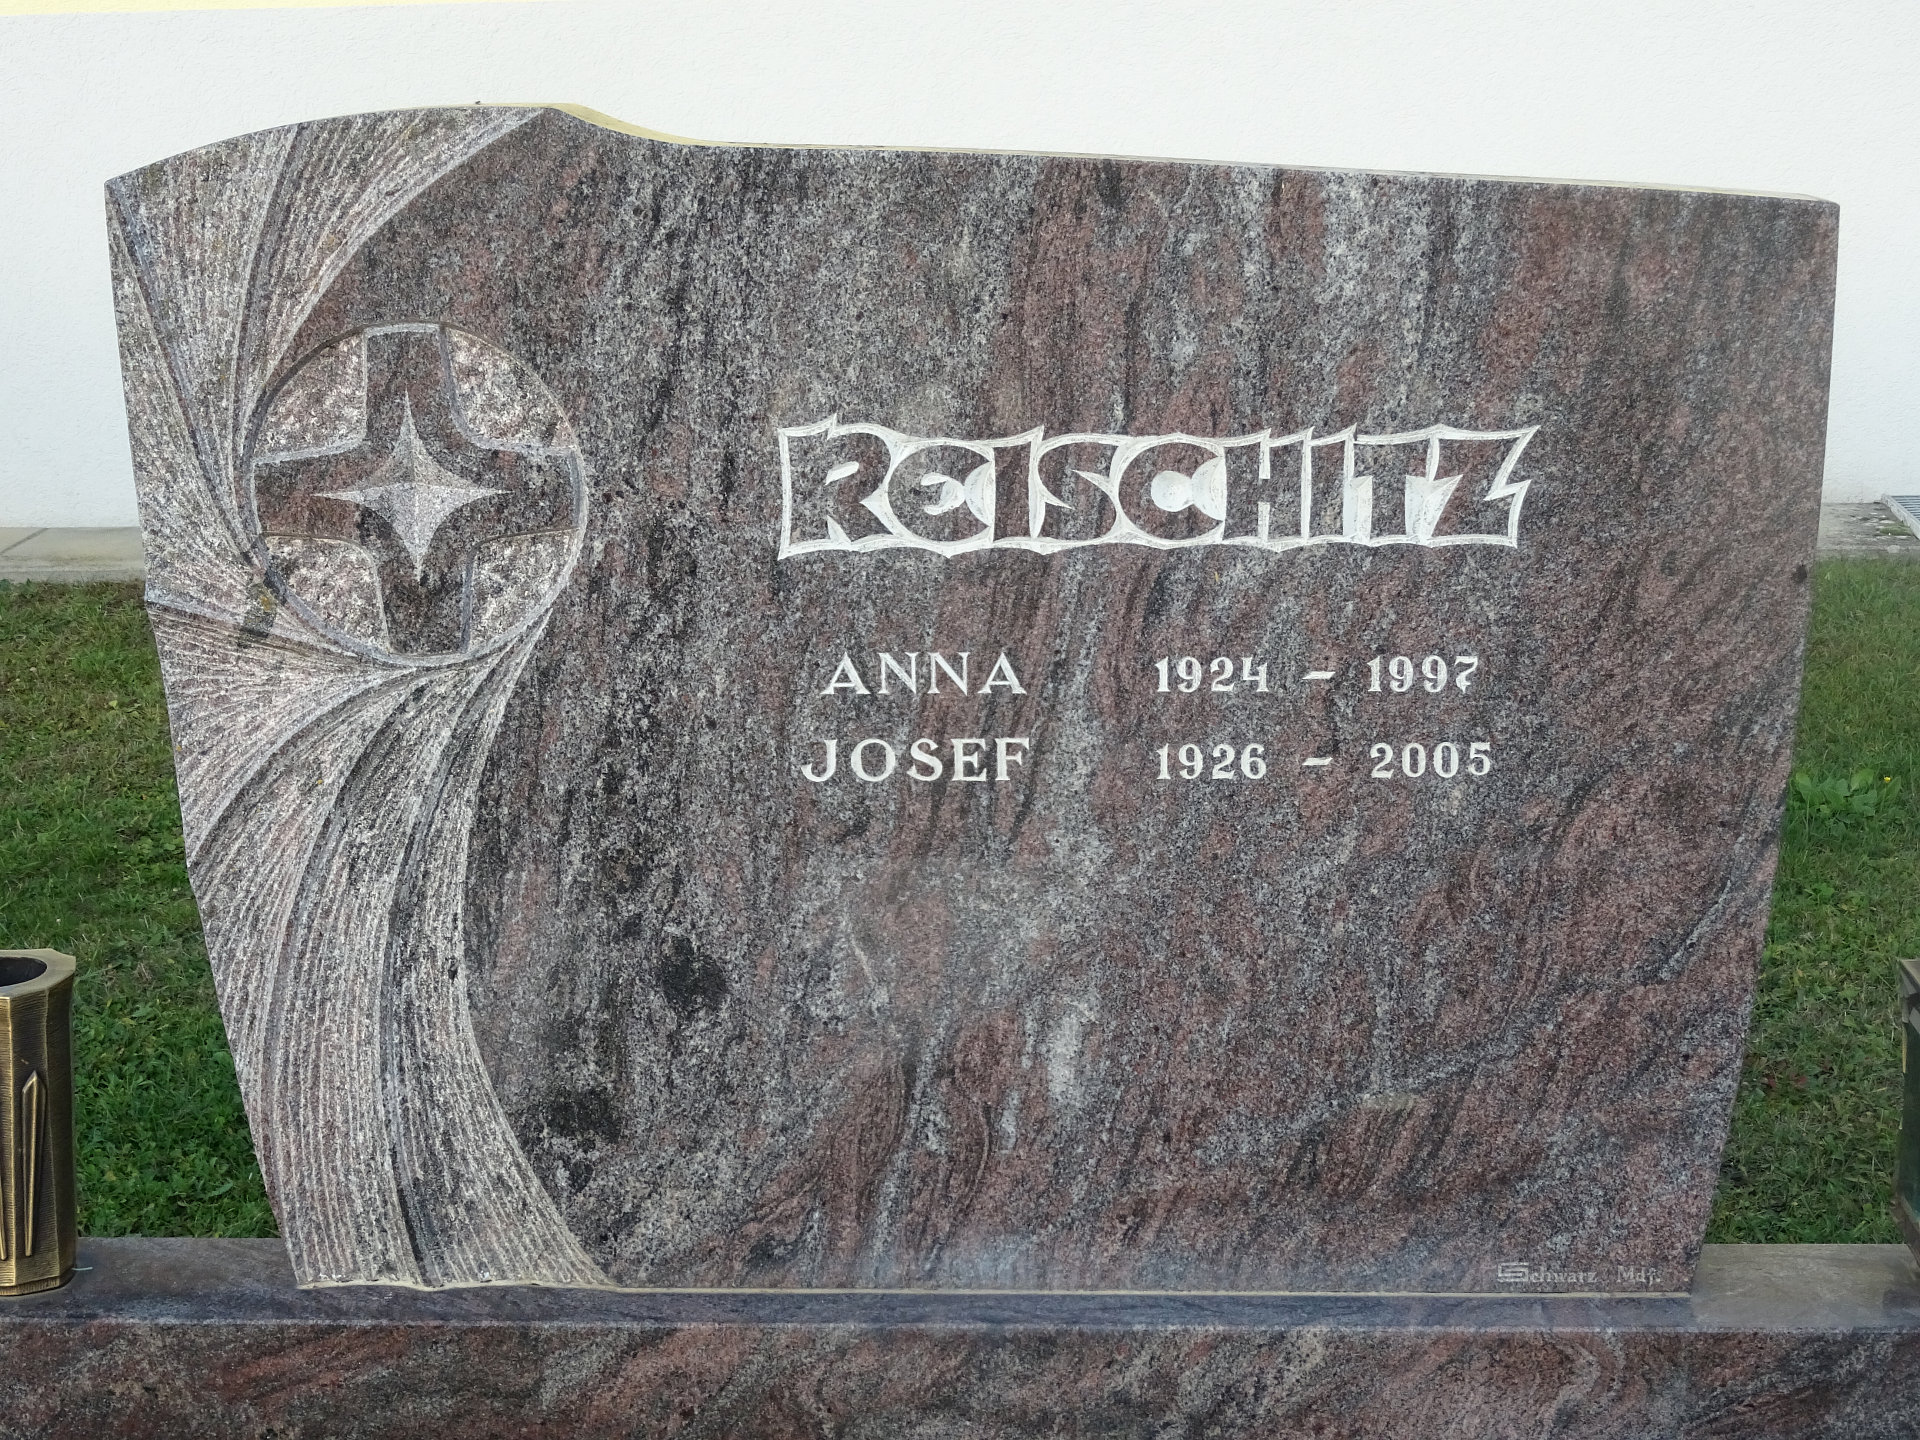 REISCHITZ
ANNA 1924 - 1997
JOSEF 1926 - 2005
Schwarz Mdf.